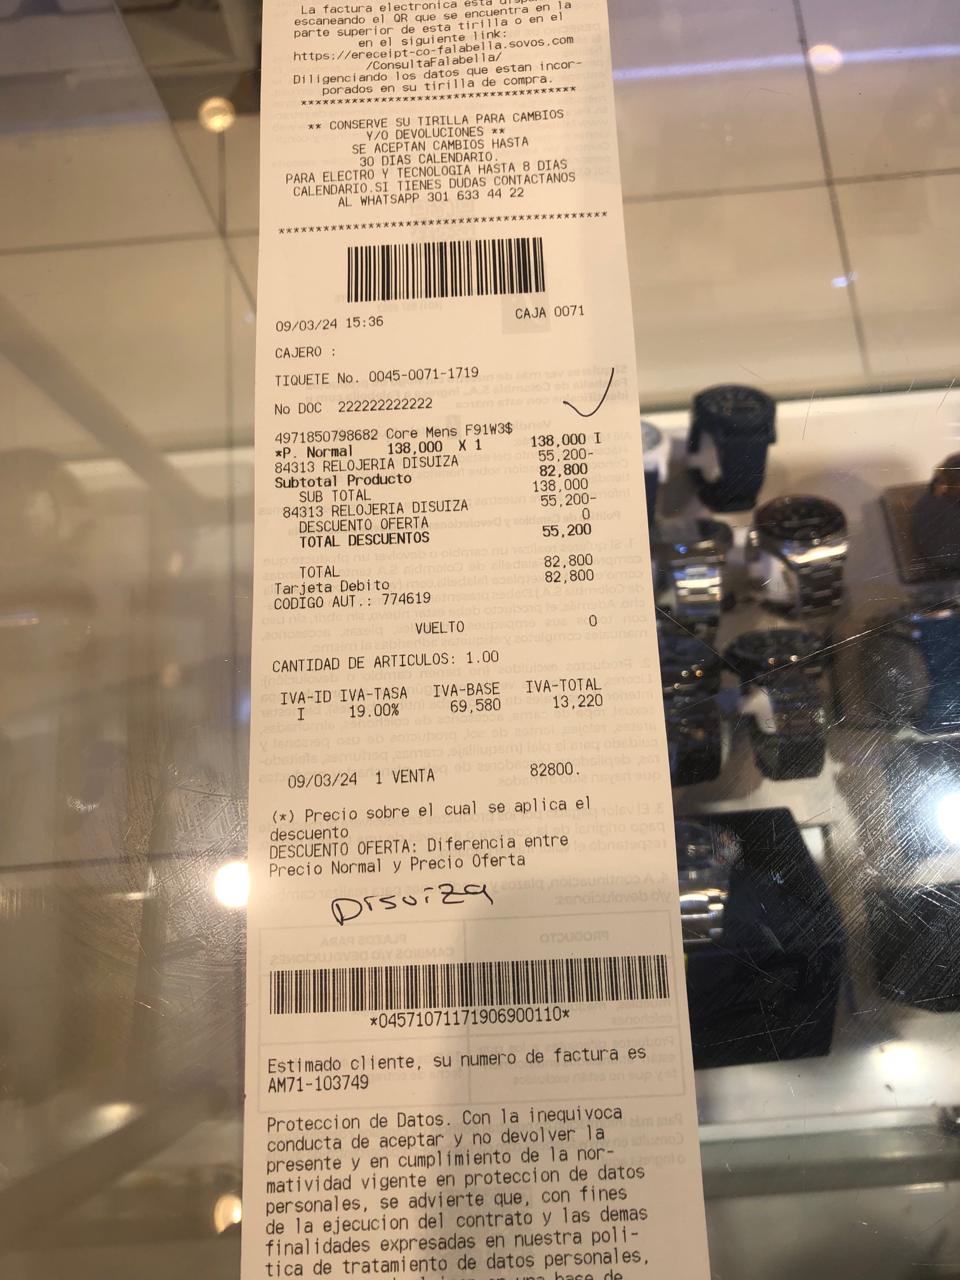 La factura electronica esta
escaneando el QR que se encuentra en la
parte superior de esta tirilla o en el
en el siguiente link:
https://ereceipt-co-falabella.sovos.com
/ConsultaFalabella/
Diligenciando los datos que estan incor-
porados en su tirilla de compra.
****************************************
** CONSERVE SU TIRILLA PARA CAMBIOS
Y/O DEVOLUCIONES **
SE ACEPTAN CAMBIOS HASTA
30 DIAS CALENDARIO.
PARA ELECTRO Y TECNOLOGIA HASTA 8 DIAS
CALENDARIO.SI TIENES DUDAS CONTACTANOS
AL WHATSAPP 301 633 44 22
****************************************
09/03/24 15:36 CAJA 0071
CAJERO :
TIQUETE No. 0045-0071-1719
No DOC 222222222222
4971850798682 Core Mens F91W3$
*P. Normal 138,000 X 1 138,000 I
84313 RELOJERIA DISUIZA 55,200-
Subtotal Producto 82,800
SUB TOTAL 138,000
84313 RELOJERIA DISUIZA 55,200-
DESCUENTO OFERTA 0
TOTAL DESCUENTOS 55,200
TOTAL 82,800
Tarjeta Debito 82,800
CODIGO AUT.: 774619
VUELTO 0
CANTIDAD DE ARTICULOS: 1.00
IVA-ID IVA-TASA IVA-BASE IVA-TOTAL
I 19.00% 69,580 13,220
09/03/24 1 VENTA 82800.
(*) Precio sobre el cual se aplica el
descuento
DESCUENTO OFERTA: Diferencia entre
Precio Normal y Precio Oferta
Disuiza
*04571071171906900110*
Estimado cliente, su numero de factura es
AM71-103749
Proteccion de Datos. Con la inequivoca
conducta de aceptar y no devolver la
presente y en cumplimiento de la nor-
matividad vigente en proteccion de datos
personales, se advierte que, con fines
de la ejecucion del contrato y las demas
finalidades expresadas en nuestra poli-
tica de tratamiento de datos personales,
en una base de